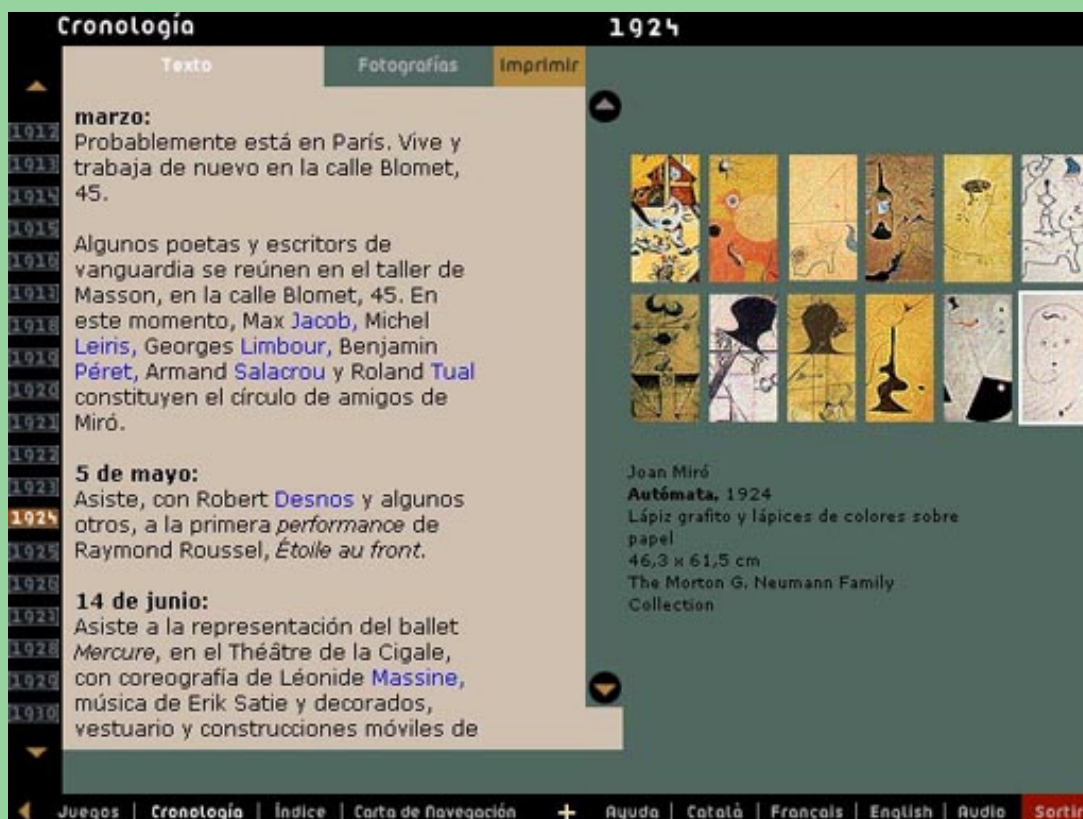 Cronología
1924
Texto
Fotografías
Imprimir
1912
1913
1914
1915
1916
1917
1918
1919
1920
1921
1922
1923
1924
1925
1926
1927
1928
1929
1930
marzo:
Probablemente está en París. Vive y
trabaja de nuevo en la calle Blomet,
45.
Algunos poetas y escritors de
vanguardia se reúnen en el taller de
Masson, en la calle Blomet, 45. En
este momento, Max Jacob, Michel
Leiris, Georges Limbour, Benjamin
Péret, Armand Salacrou y Roland Tual
constituyen el círculo de amigos de
Miró.
5 de mayo:
Asiste, con Robert Desnos y algunos
otros, a la primera performance de
Raymond Roussel, Étoile au front.
14 de junio:
Asiste a la representación del ballet
Mercure, en el Théâtre de la Cigale,
con coreografía de Léonide Massine,
música de Erik Satie y decorados,
vestuario y construcciones móviles de
Joan Miró
Autómata, 1924
Lápiz grafito y lápices de colores sobre
papel
46,3 x 61,5 cm
The Morton G. Neumann Family
Collection
Juegos | Cronología | Índice | Carta de Navegación + Ayuda | Català | Français | English | Audio Sortir